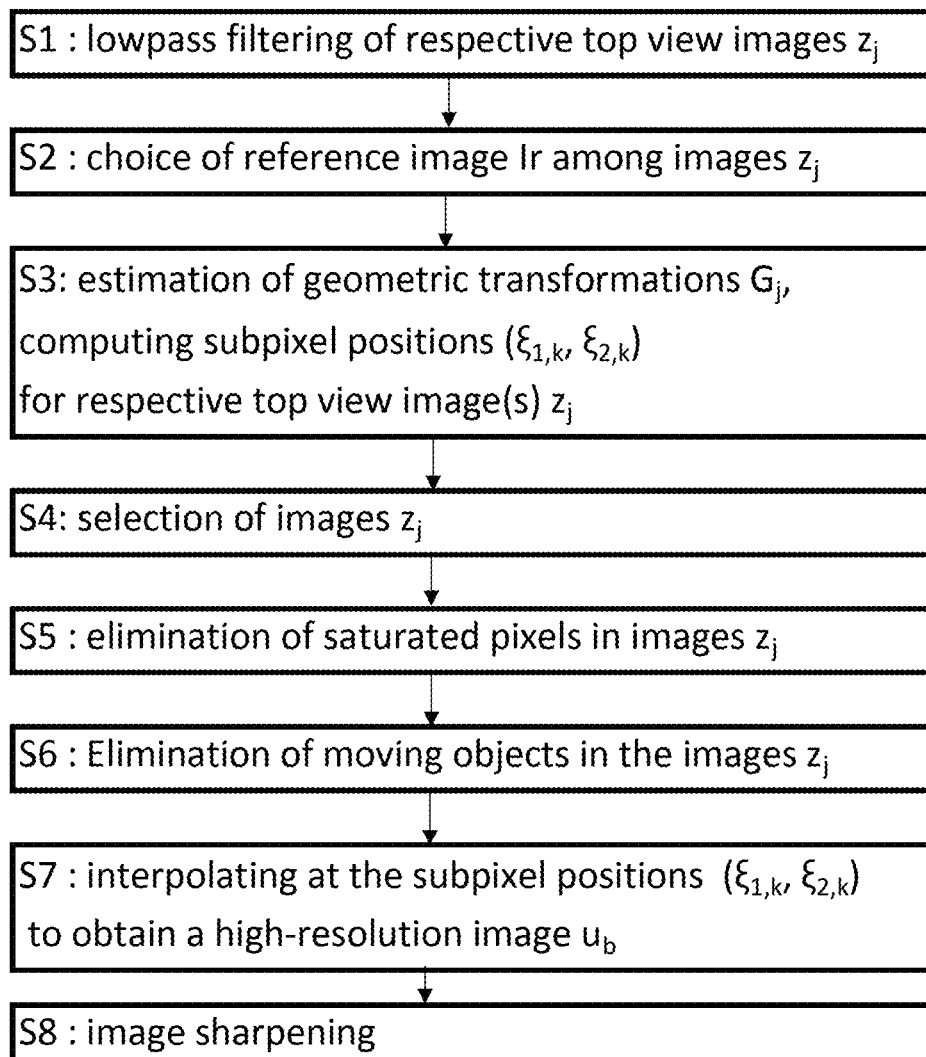 S1 : lowpass filtering of respective top view images zj
S2 : choice of reference image Ir among images zj
S3: estimation of geometric transformations Gj,
computing subpixel positions (ξ1,k, ξ2,k)
for respective top view image(s) zj
S4: selection of images zj
S5 : elimination of saturated pixels in images zj
S6 : Elimination of moving objects in the images zj
S7 : interpolating at the subpixel positions (ξ1,k, ξ2,k)
to obtain a high-resolution image ub
S8 : image sharpening